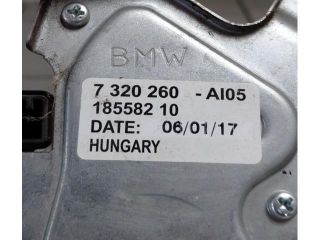 BMW
7 320 260 - AI05
185582 10
DATE: 06/01/17
HUNGARY